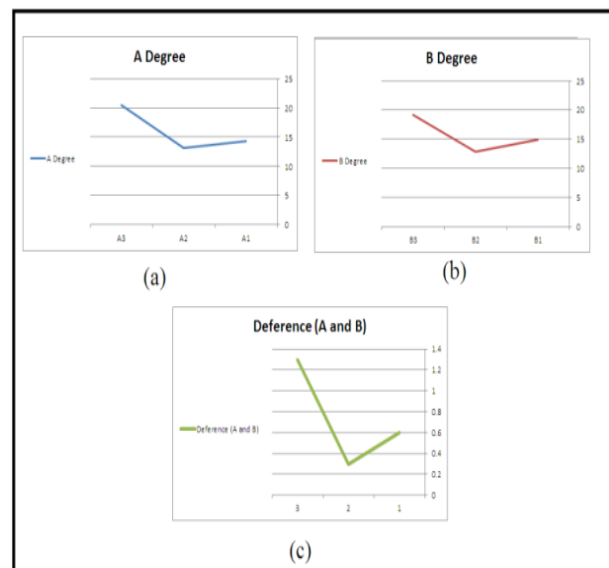 A Degree
25
20
15
10
5
0
A Degree
A3 A2 A1
(a)
B Degree
25
20
15
10
5
0
B Degree
B3 B2 B1
(b)
Deference (A and B)
1.4
1.2
1
0.8
0.6
0.4
0.2
0
Deference (A and B)
3 2 1
(c)